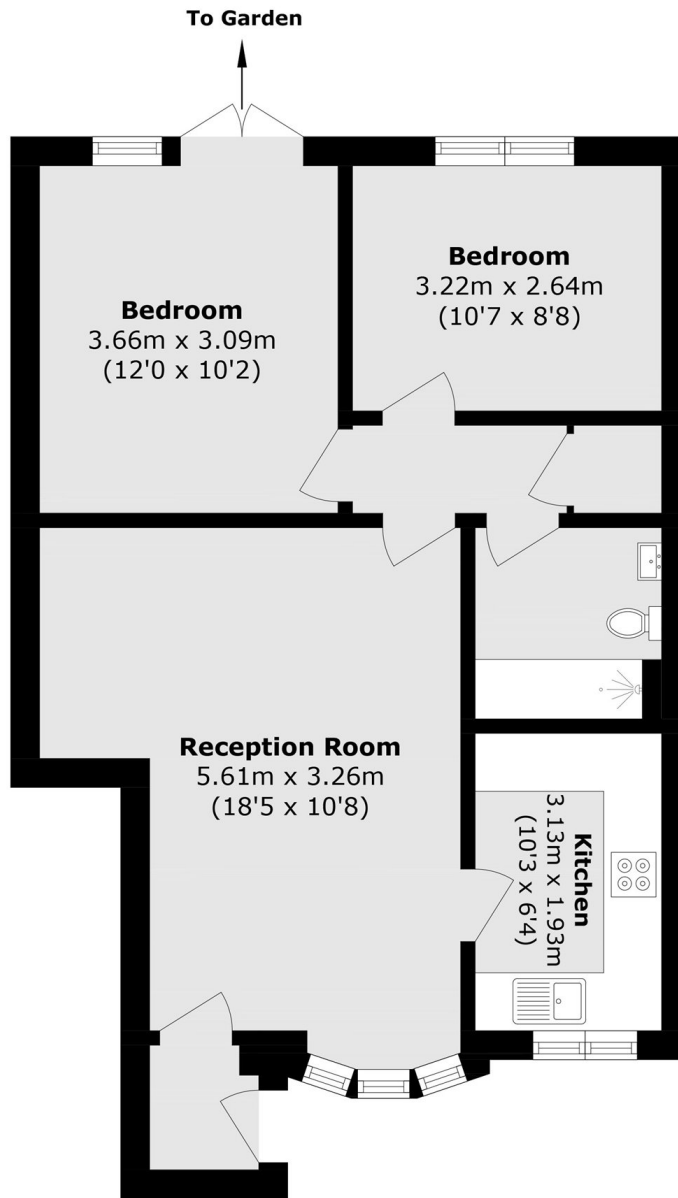 To Garden
Bedroom
3.66m x 3.09m
(12'0 x 10'2)
Bedroom
3.22m x 2.64m
(10'7 x 8'8)
Reception Room
5.61m x 3.26m
(18'5 x 10'8)
Kitchen
3.13m x 1.93m
(10'3 x 6'4)